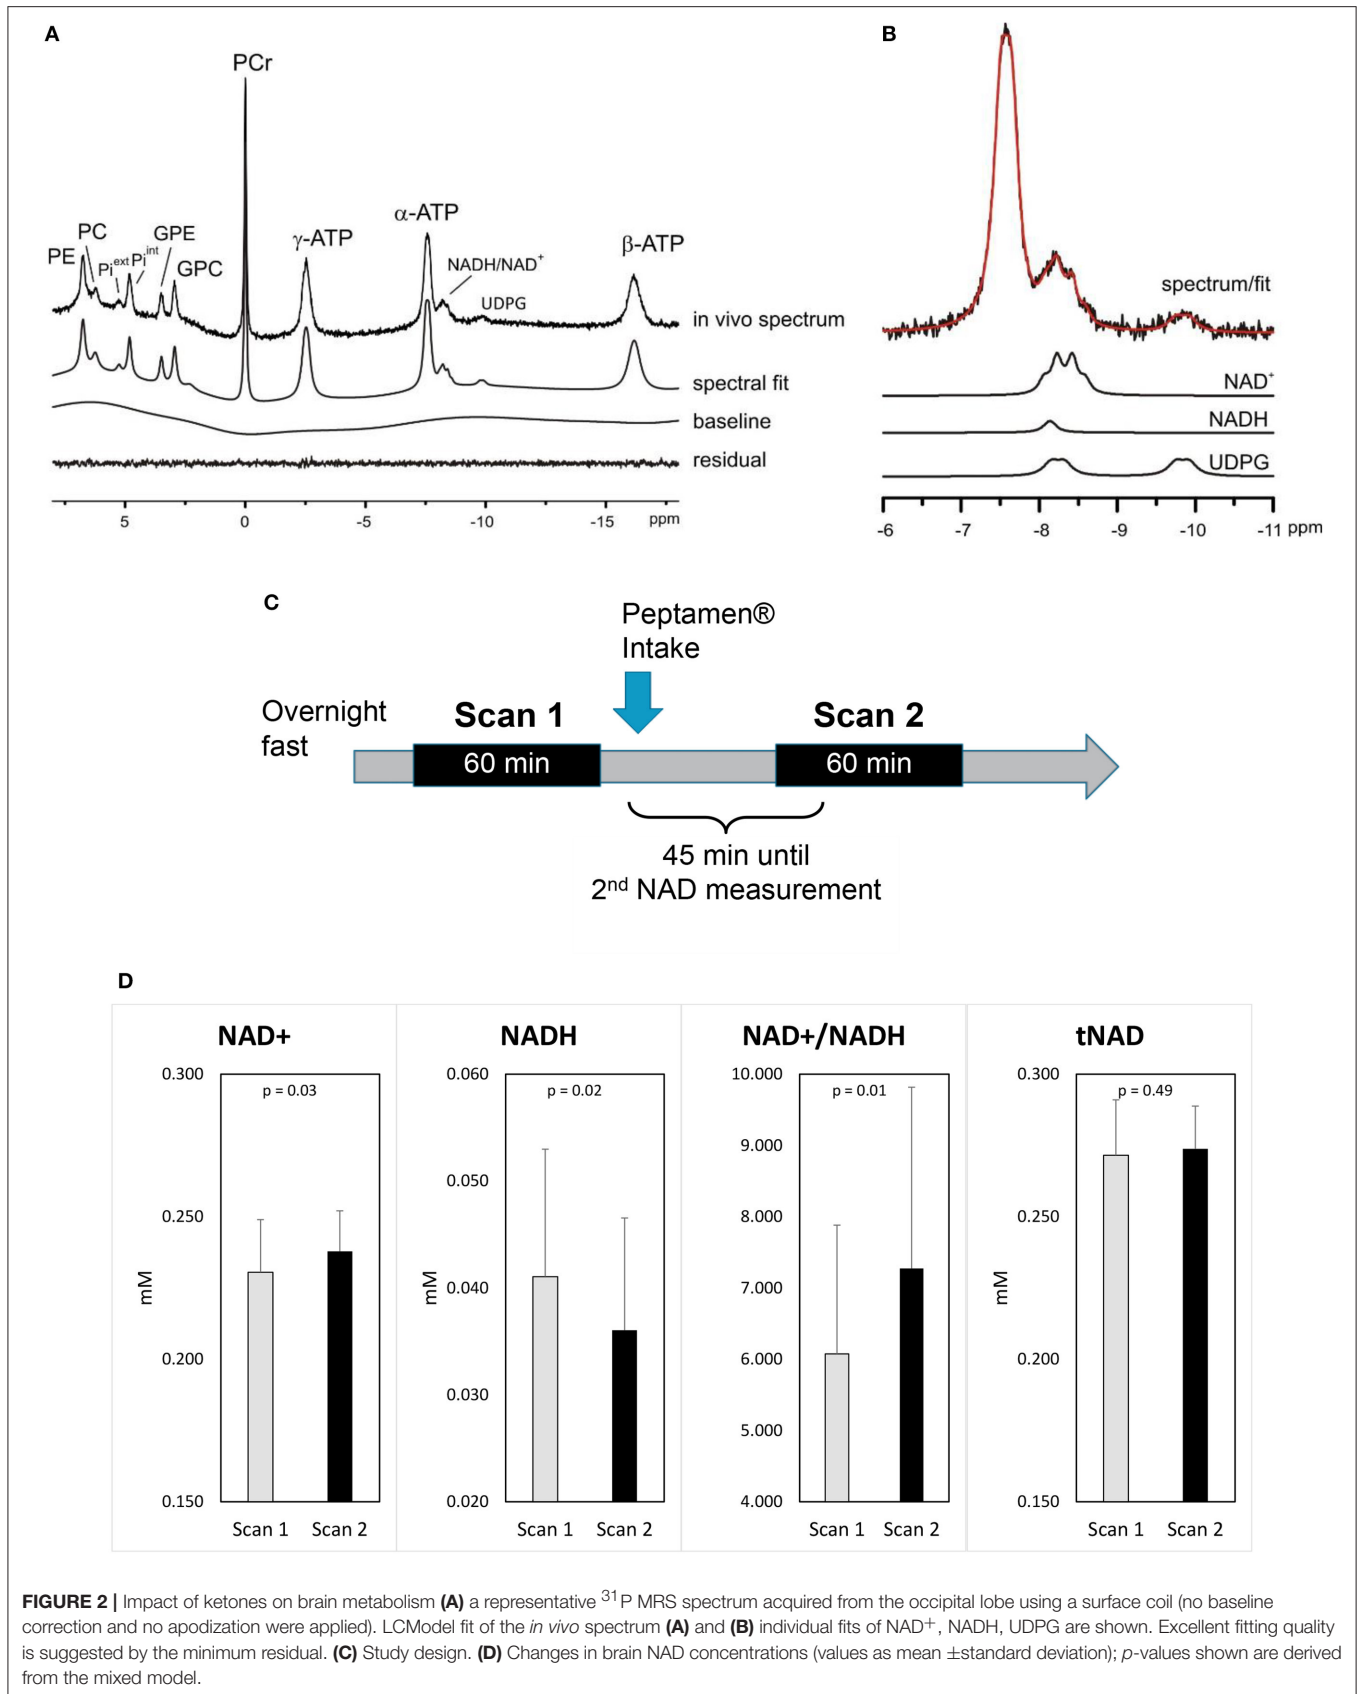 A
PCr
PE
PC
Pi^ext
Pi^int
GPE
GPC
γ-ATP
α-ATP
NADH/NAD⁺
UDPG
β-ATP
in vivo spectrum
spectral fit
baseline
residual
5 0 -5 -10 -15 ppm
B
spectrum/fit
NAD⁺
NADH
UDPG
-6 -7 -8 -9 -10 -11 ppm
C
Peptamen®
Intake
Overnight
fast
Scan 1
60 min
Scan 2
60 min
45 min until
2nd NAD measurement
D
NAD+
p = 0.03
0.300
0.250
0.200
0.150
mM
Scan 1 Scan 2
NADH
p = 0.02
0.060
0.050
0.040
0.030
0.020
mM
Scan 1 Scan 2
NAD+/NADH
p = 0.01
10.000
9.000
8.000
7.000
6.000
5.000
4.000
Scan 1 Scan 2
tNAD
p = 0.49
0.300
0.250
0.200
0.150
mM
Scan 1 Scan 2
FIGURE 2 | Impact of ketones on brain metabolism (A) a representative ³¹P MRS spectrum acquired from the occipital lobe using a surface coil (no baseline
correction and no apodization were applied). LCModel fit of the in vivo spectrum (A) and (B) individual fits of NAD+, NADH, UDPG are shown. Excellent fitting quality
is suggested by the minimum residual. (C) Study design. (D) Changes in brain NAD concentrations (values as mean ±standard deviation); p-values shown are derived
from the mixed model.